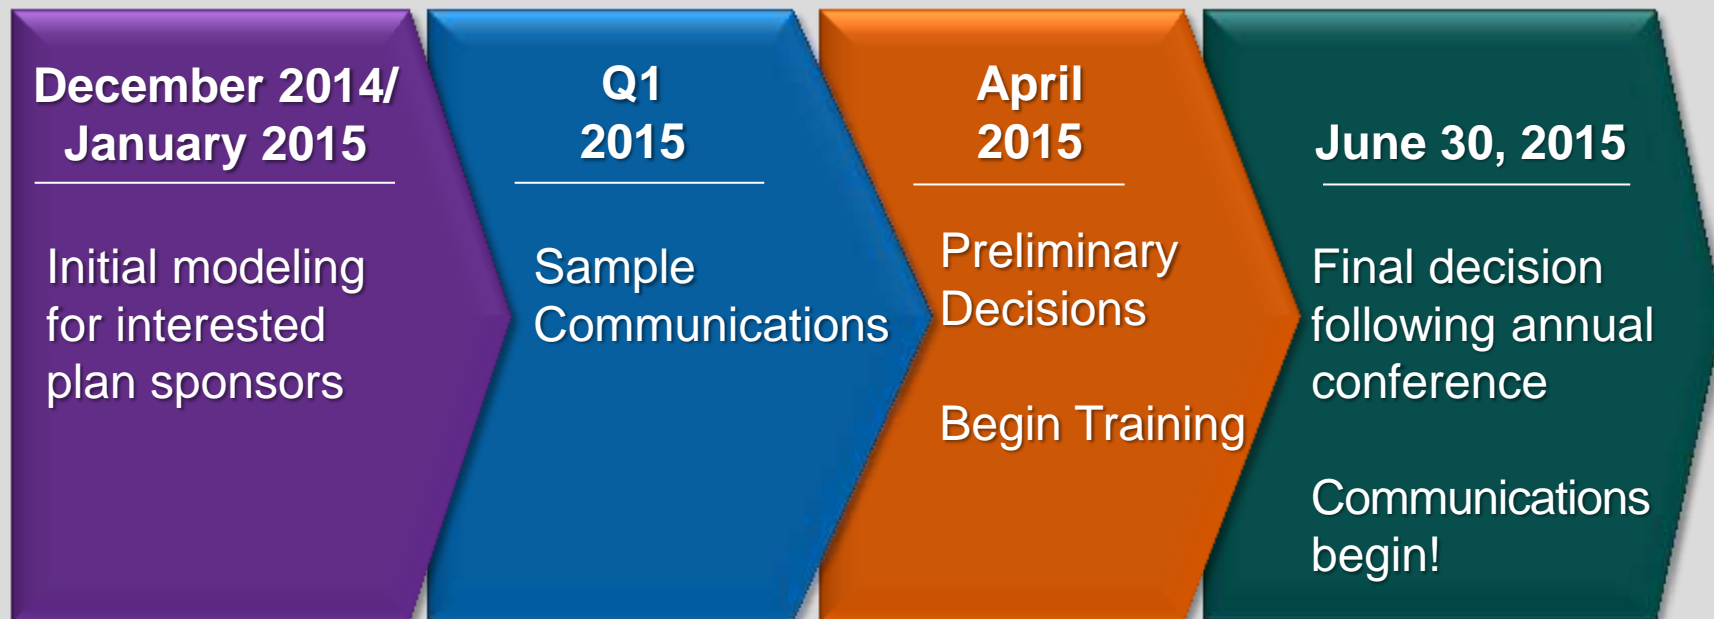 December 2014/
January 2015
Initial modeling
for interested
plan sponsors
Q1
2015
Sample
Communications
April
2015
Preliminary
Decisions
Begin Training
June 30, 2015
Final decision
following annual
conference
Communications
begin!